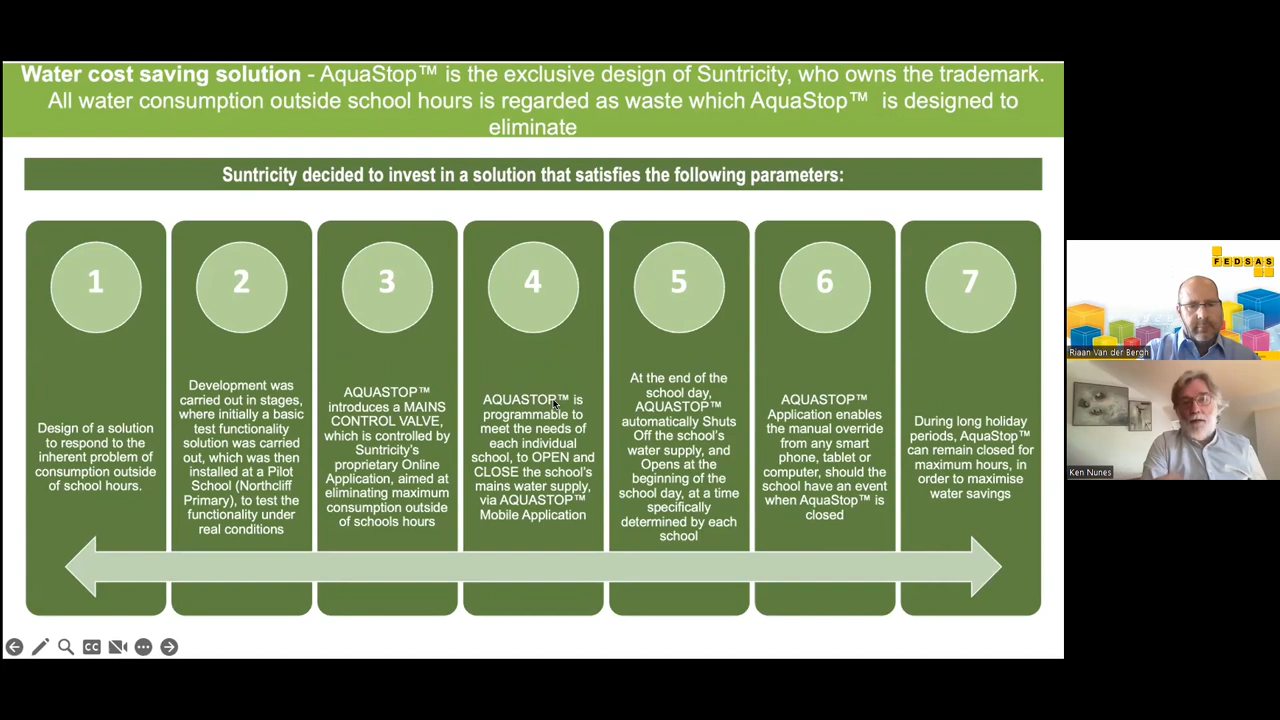 Water cost saving solution - AquaStop™ is the exclusive design of Suntricity, who owns the trademark.
All water consumption outside school hours is regarded as waste which AquaStop™ is designed to
eliminate
Suntricity decided to invest in a solution that satisfies the following parameters:
1
Design of a solution
to respond to the
inherent problem of
consumption outside
of school hours.
2
Development was
carried out in stages,
where initially a basic
test functionality
solution was carried
out, which was then
installed at a Pilot
School (Northcliff
Primary), to test the
functionality under
real conditions
3
AQUASTOP™
introduces a MAINS
CONTROL VALVE,
which is controlled by
Suntricity's
proprietary Online
Application, aimed at
eliminating maximum
consumption outside
of schools hours
4
AQUASTOP™ is
programmable to
meet the needs of
each individual
school, to OPEN and
CLOSE the school's
mains water supply,
via AQUASTOP™
Mobile Application
5
At the end of the
school day,
AQUASTOP™
automatically Shuts
Off the school's
water supply, and
Opens at the
beginning of the
school day, at a time
specifically
determined by each
school
6
AQUASTOP™
Application enables
the manual override
from any smart
phone, tablet or
computer, should the
school have an event
when AquaStop™ is
closed
7
During long holiday
periods, AquaStop™
can remain closed for
maximum hours, in
order to maximise
water savings
CC
FEDSAS
Riaan Van der Bergh
Ken Nunes